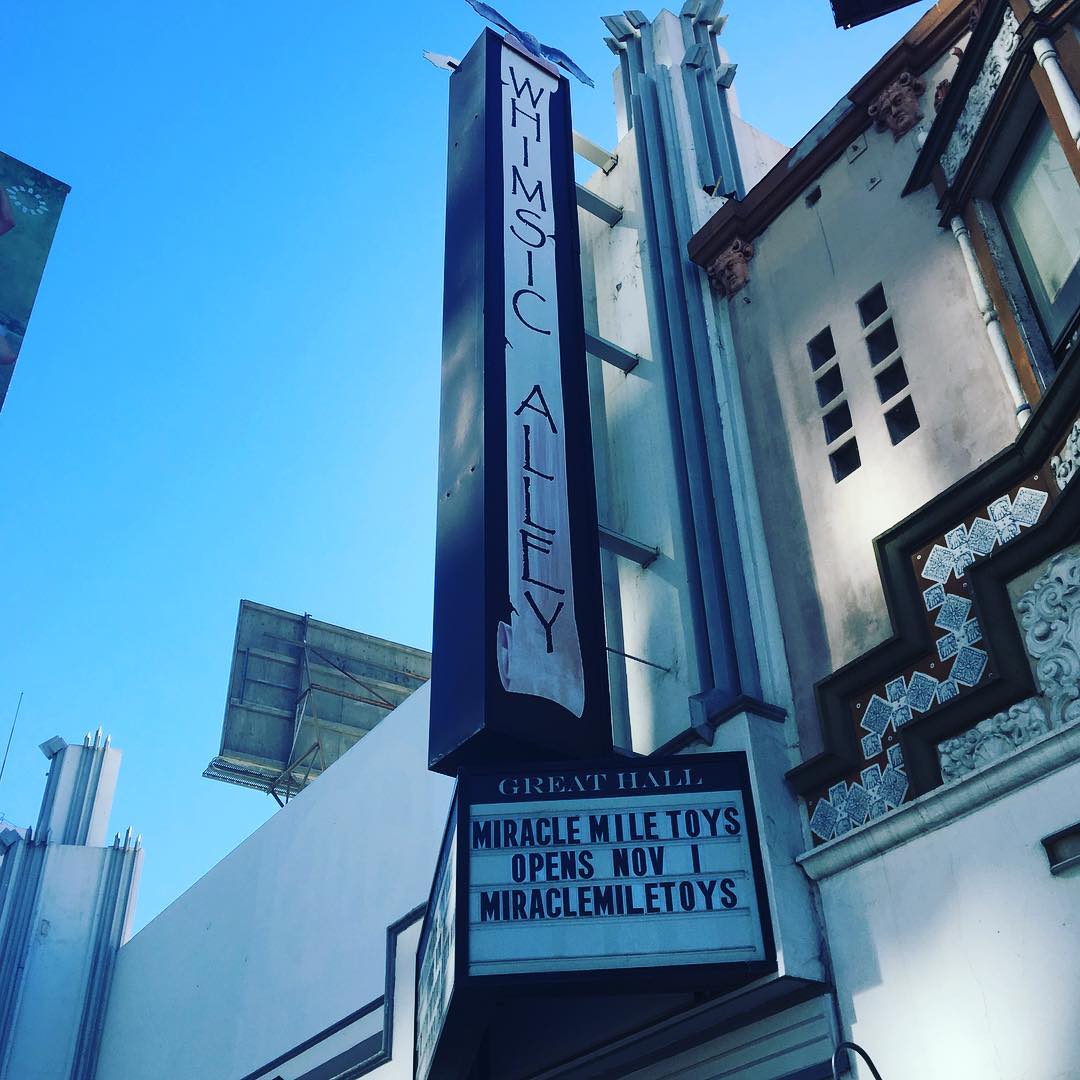 WHIMSIC ALLEY
GREAT HALL
MIRACLE MILE TOYS
OPENS NOV 1
MIRACLEMILETOYS